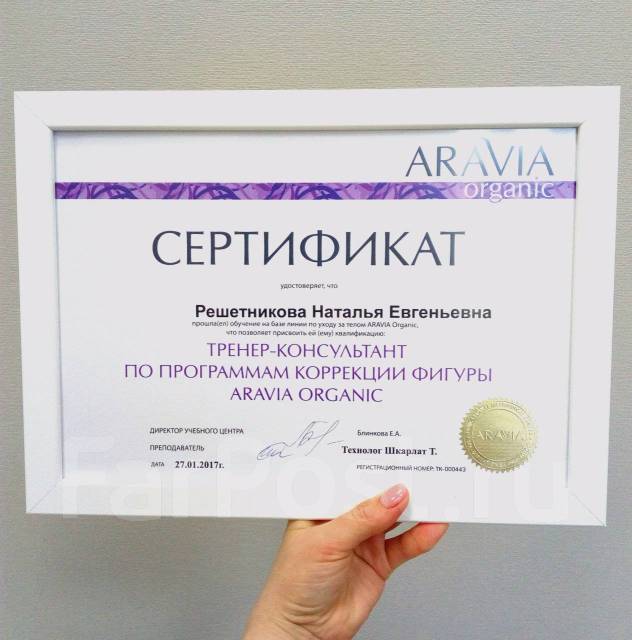 ARAVIA
organic
СЕРТИФИКАТ
удостоверяет, что
Решетникова Наталья Евгеньевна
прошла(ел) обучение на базе линии по уходу за телом ARAVIA Organic,
что позволяет присвоить ей (ему) квалификацию:
ТРЕНЕР-КОНСУЛЬТАНТ
ПО ПРОГРАММАМ КОРРЕКЦИИ ФИГУРЫ
ARAVIA ORGANIC
ДИРЕКТОР УЧЕБНОГО ЦЕНТРА Блинкова Е.А.
ПРЕПОДАВАТЕЛЬ Технолог Шкарлат Т.
ДАТА 27.01.2017г. РЕГИСТРАЦИОННЫЙ НОМЕР: ТК-000443
ARAVIA
FarPost.ru